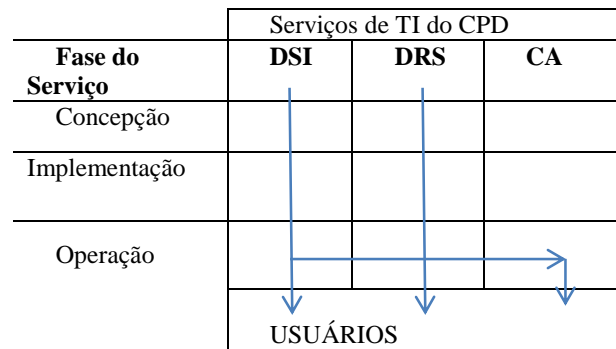 Serviços de TI do CPD
Fase do Serviço DSI DRS CA
Concepção
Implementação
Operação
USUÁRIOS